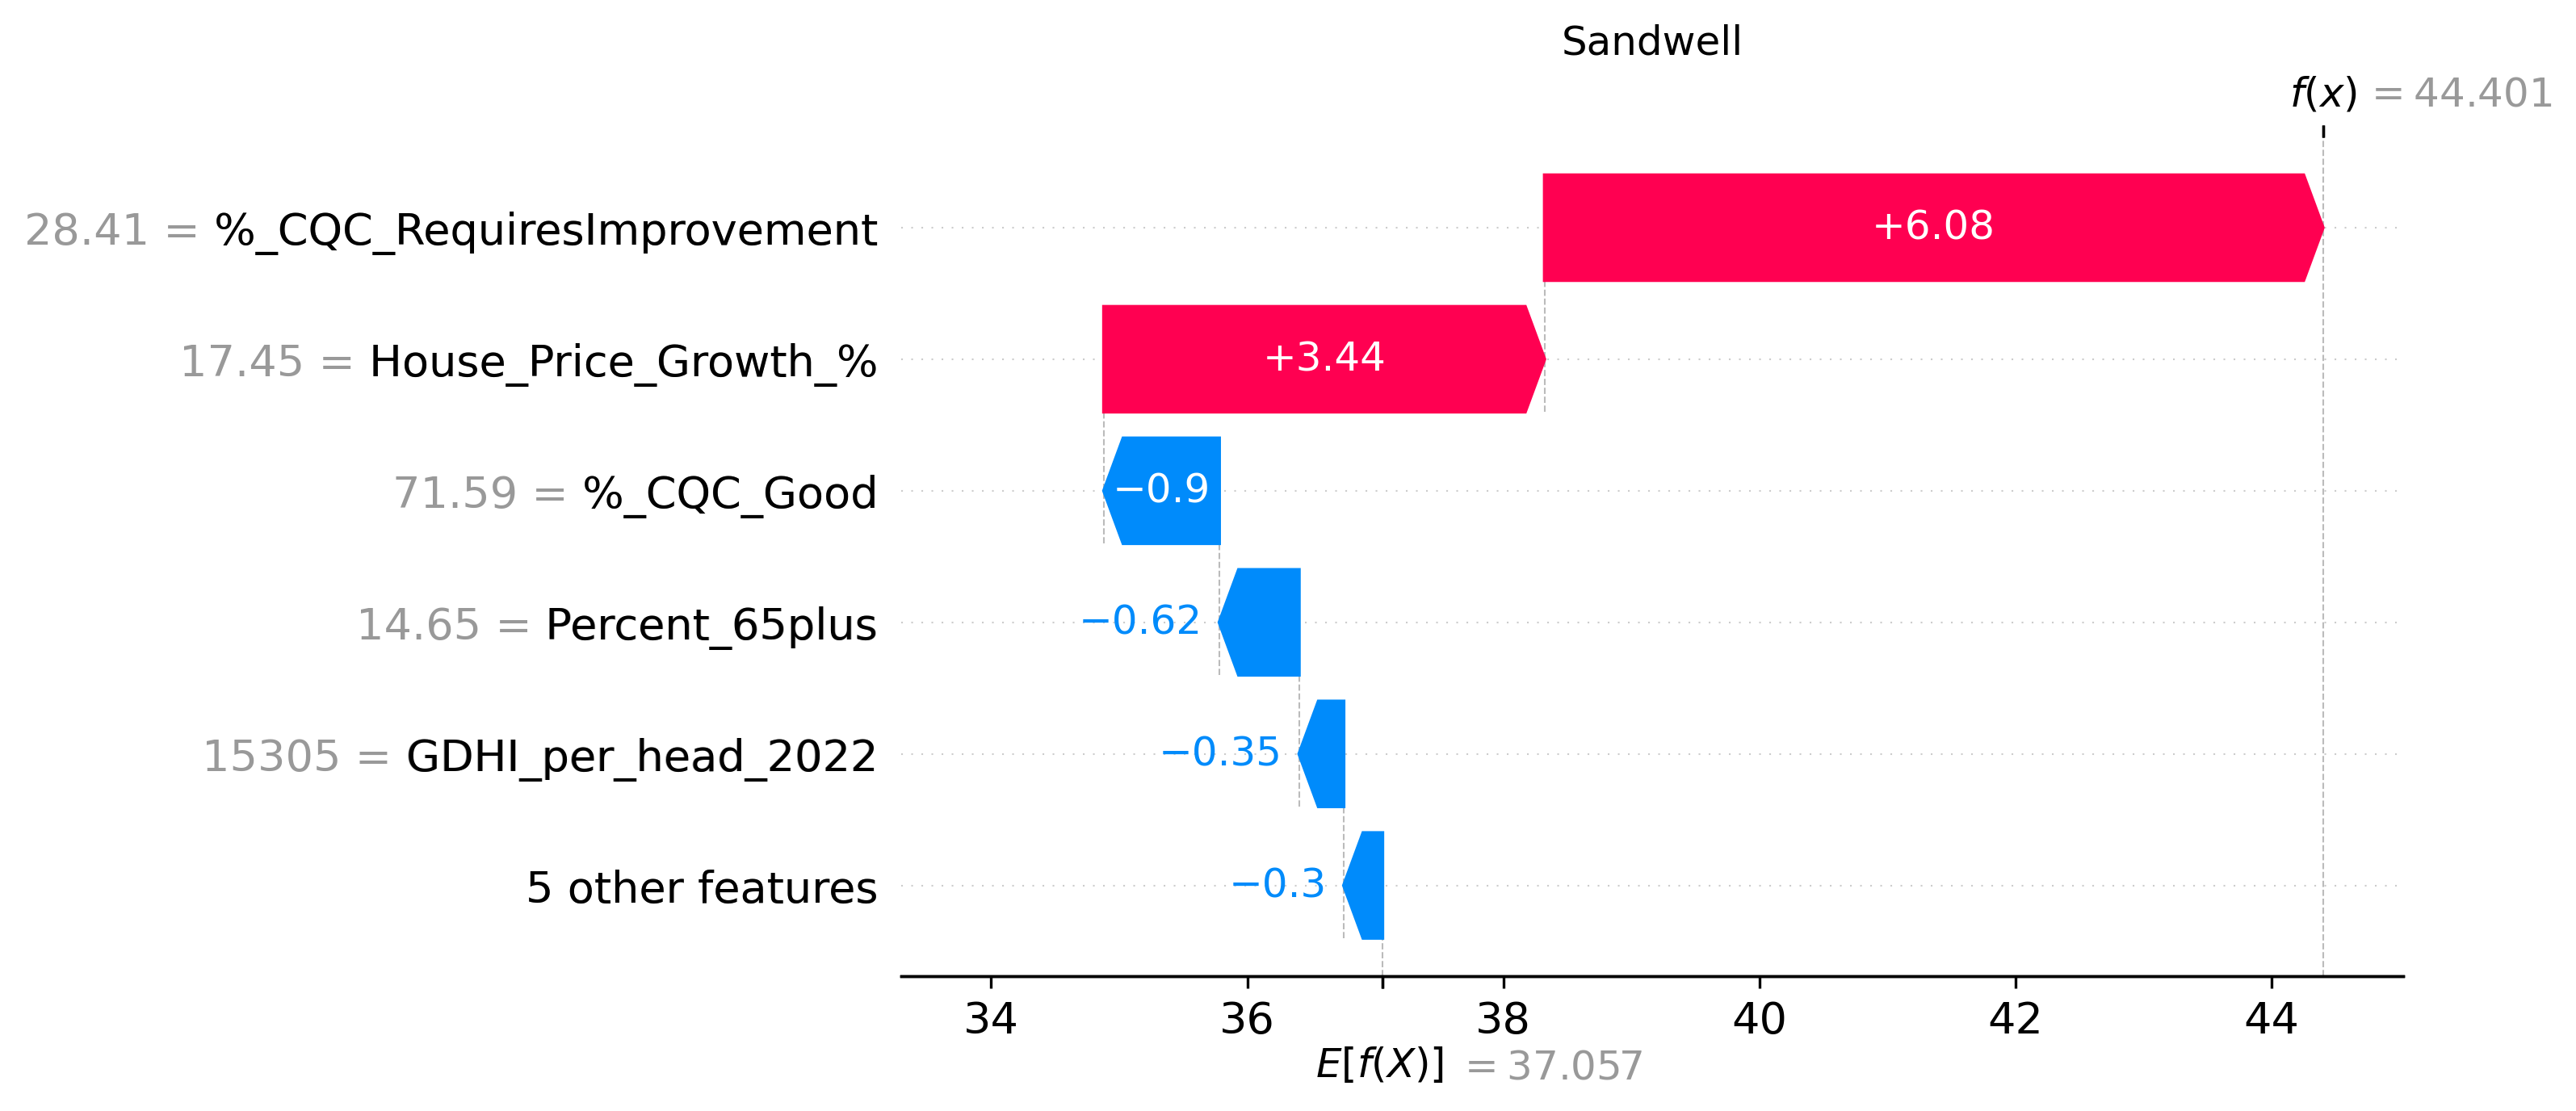 Sandwell
f(x) = 44.401
28.41 = %_CQC_RequiresImprovement
+6.08
17.45 = House_Price_Growth_%
+3.44
71.59 = %_CQC_Good
−0.9
14.65 = Percent_65plus
−0.62
15305 = GDHI_per_head_2022
−0.35
5 other features
−0.3
34 36 38 40 42 44
E[f(X)] = 37.057